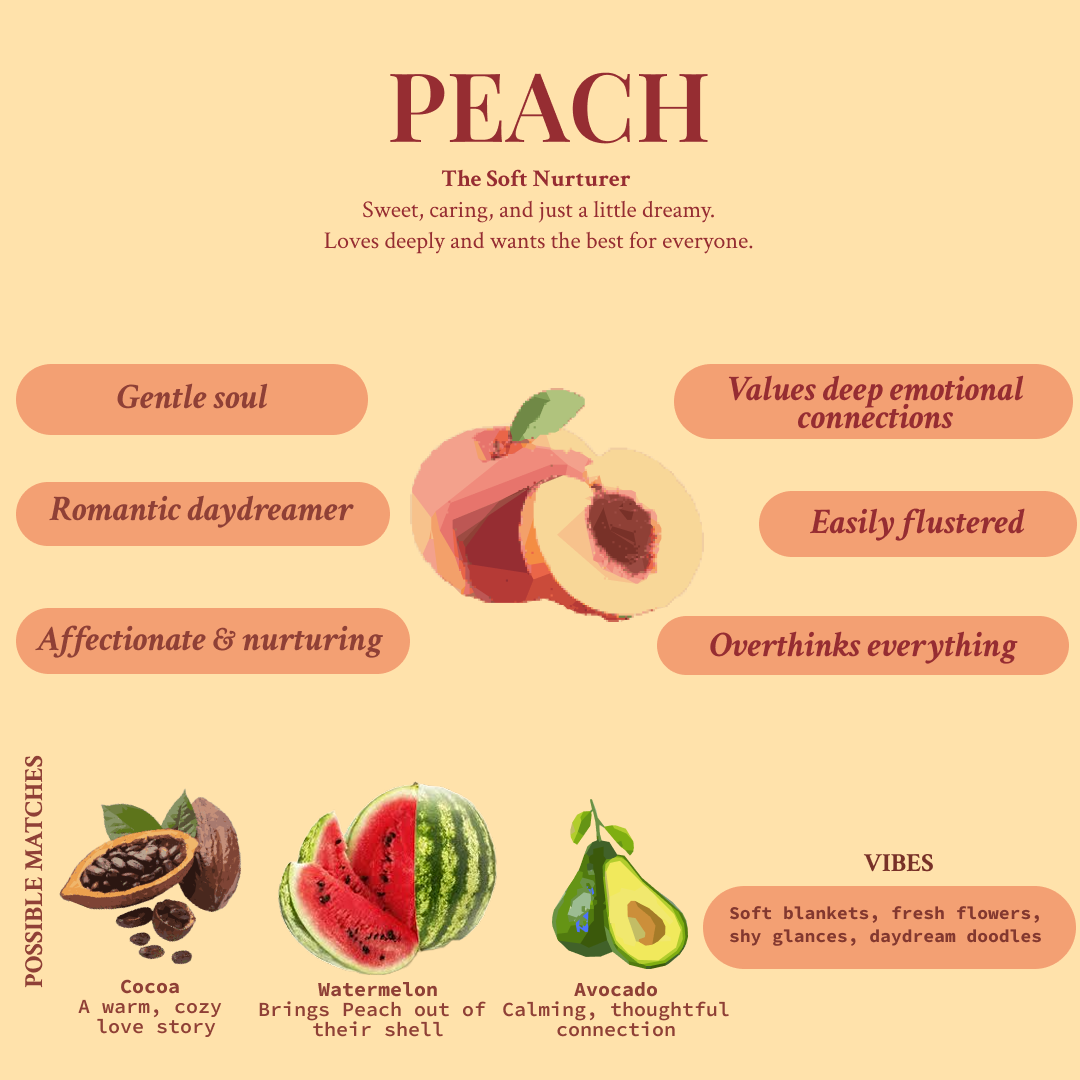 PEACH
The Soft Nurturer
Sweet, caring, and just a little dreamy.
Loves deeply and wants the best for everyone.
Gentle soul
Romantic daydreamer
Affectionate & nurturing
Values deep emotional
connections
Easily flustered
Overthinks everything
POSSIBLE MATCHES
Cocoa
A warm, cozy
love story
Watermelon
Brings Peach out of
their shell
Avocado
Calming, thoughtful
connection
VIBES
Soft blankets, fresh flowers,
shy glances, daydream doodles